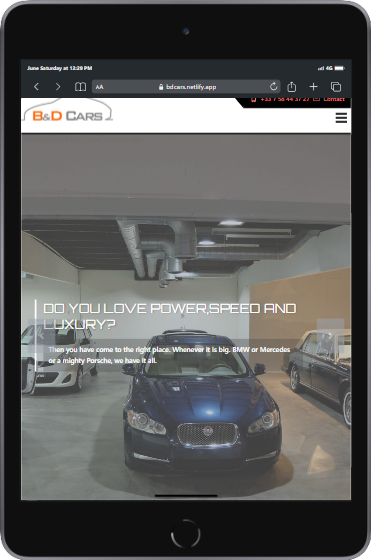 June Saturday at 12:29 PM
4G
AA
bdcars.netlify.app
+33 7 58 44 37 27 Contact
B&D CARS
DO YOU LOVE POWER,SPEED AND
LUXURY?
Then you have come to the right place. Whenever it is big. BMW or Mercedes
or a mighty Porsche, we have it all.